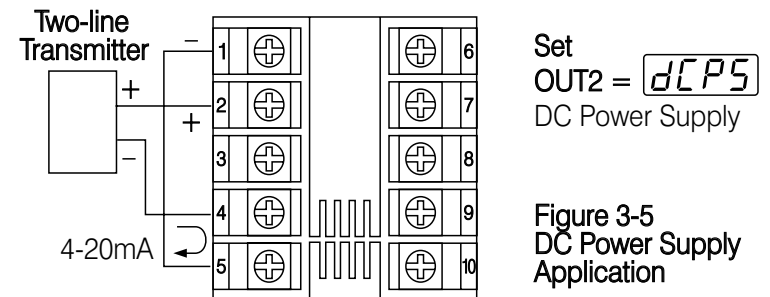 Two-line
Transmitter
+
–
–
+
4-20mA
1
2
3
4
5
6
7
8
9
10
Set
OUT2 = dCPS
DC Power Supply
Figure 3-5
DC Power Supply
Application